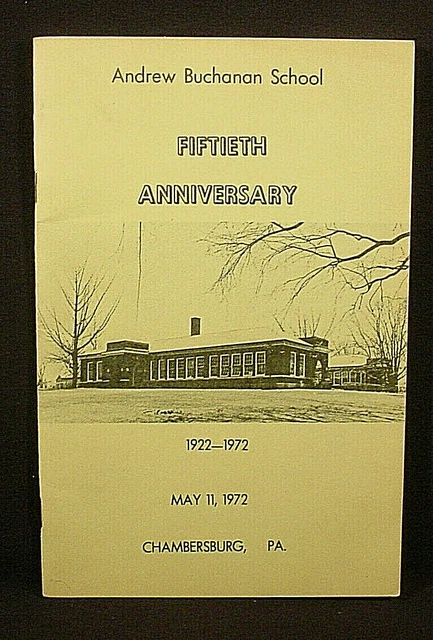 Andrew Buchanan School
FIFTIETH
ANNIVERSARY
1922—1972
MAY 11, 1972
CHAMBERSBURG, PA.